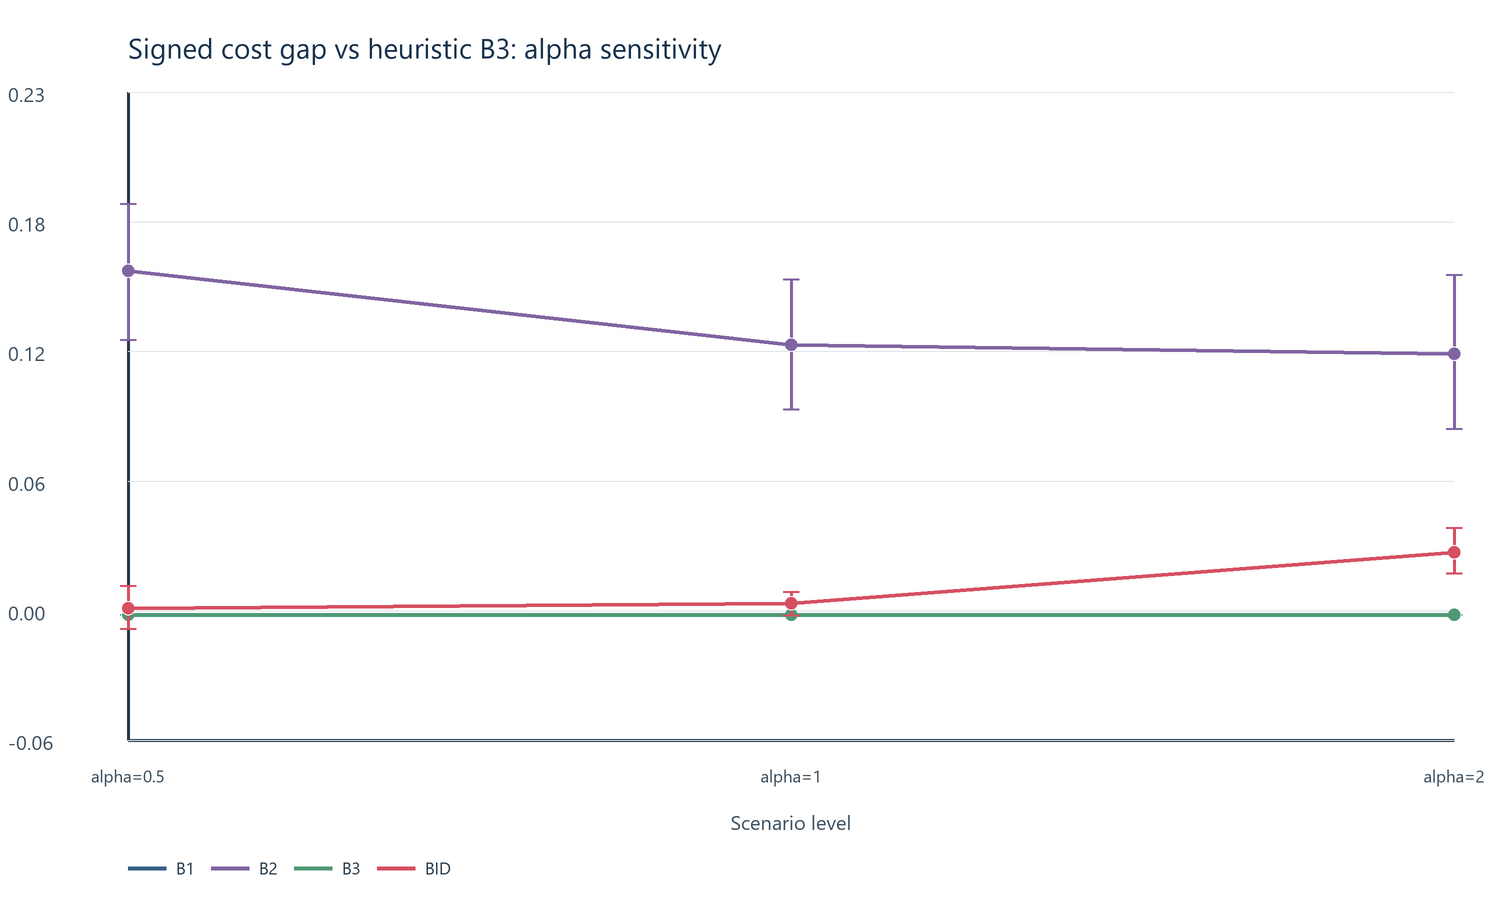 Signed cost gap vs heuristic B3: alpha sensitivity
0.23
0.18
0.12
0.06
0.00
-0.06
alpha=0.5 alpha=1 alpha=2
Scenario level
B1 B2 B3 BID